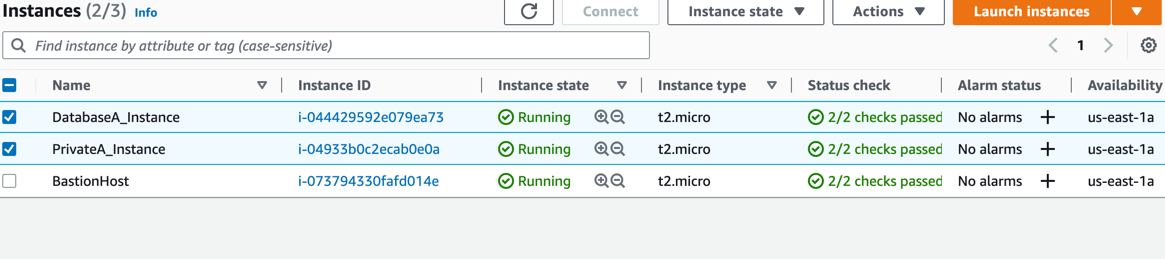 Instances (2/3) Info Connect Instance state Actions Launch instances
Find instance by attribute or tag (case-sensitive) 1
Name Instance ID Instance state Instance type Status check Alarm status Availability
DatabaseA_Instance i-044429592e079ea73 Running t2.micro 2/2 checks passed No alarms us-east-1a
PrivateA_Instance i-04933b0c2ecab0e0a Running t2.micro 2/2 checks passed No alarms us-east-1a
BastionHost i-073794330fafd014e Running t2.micro 2/2 checks passed No alarms us-east-1a